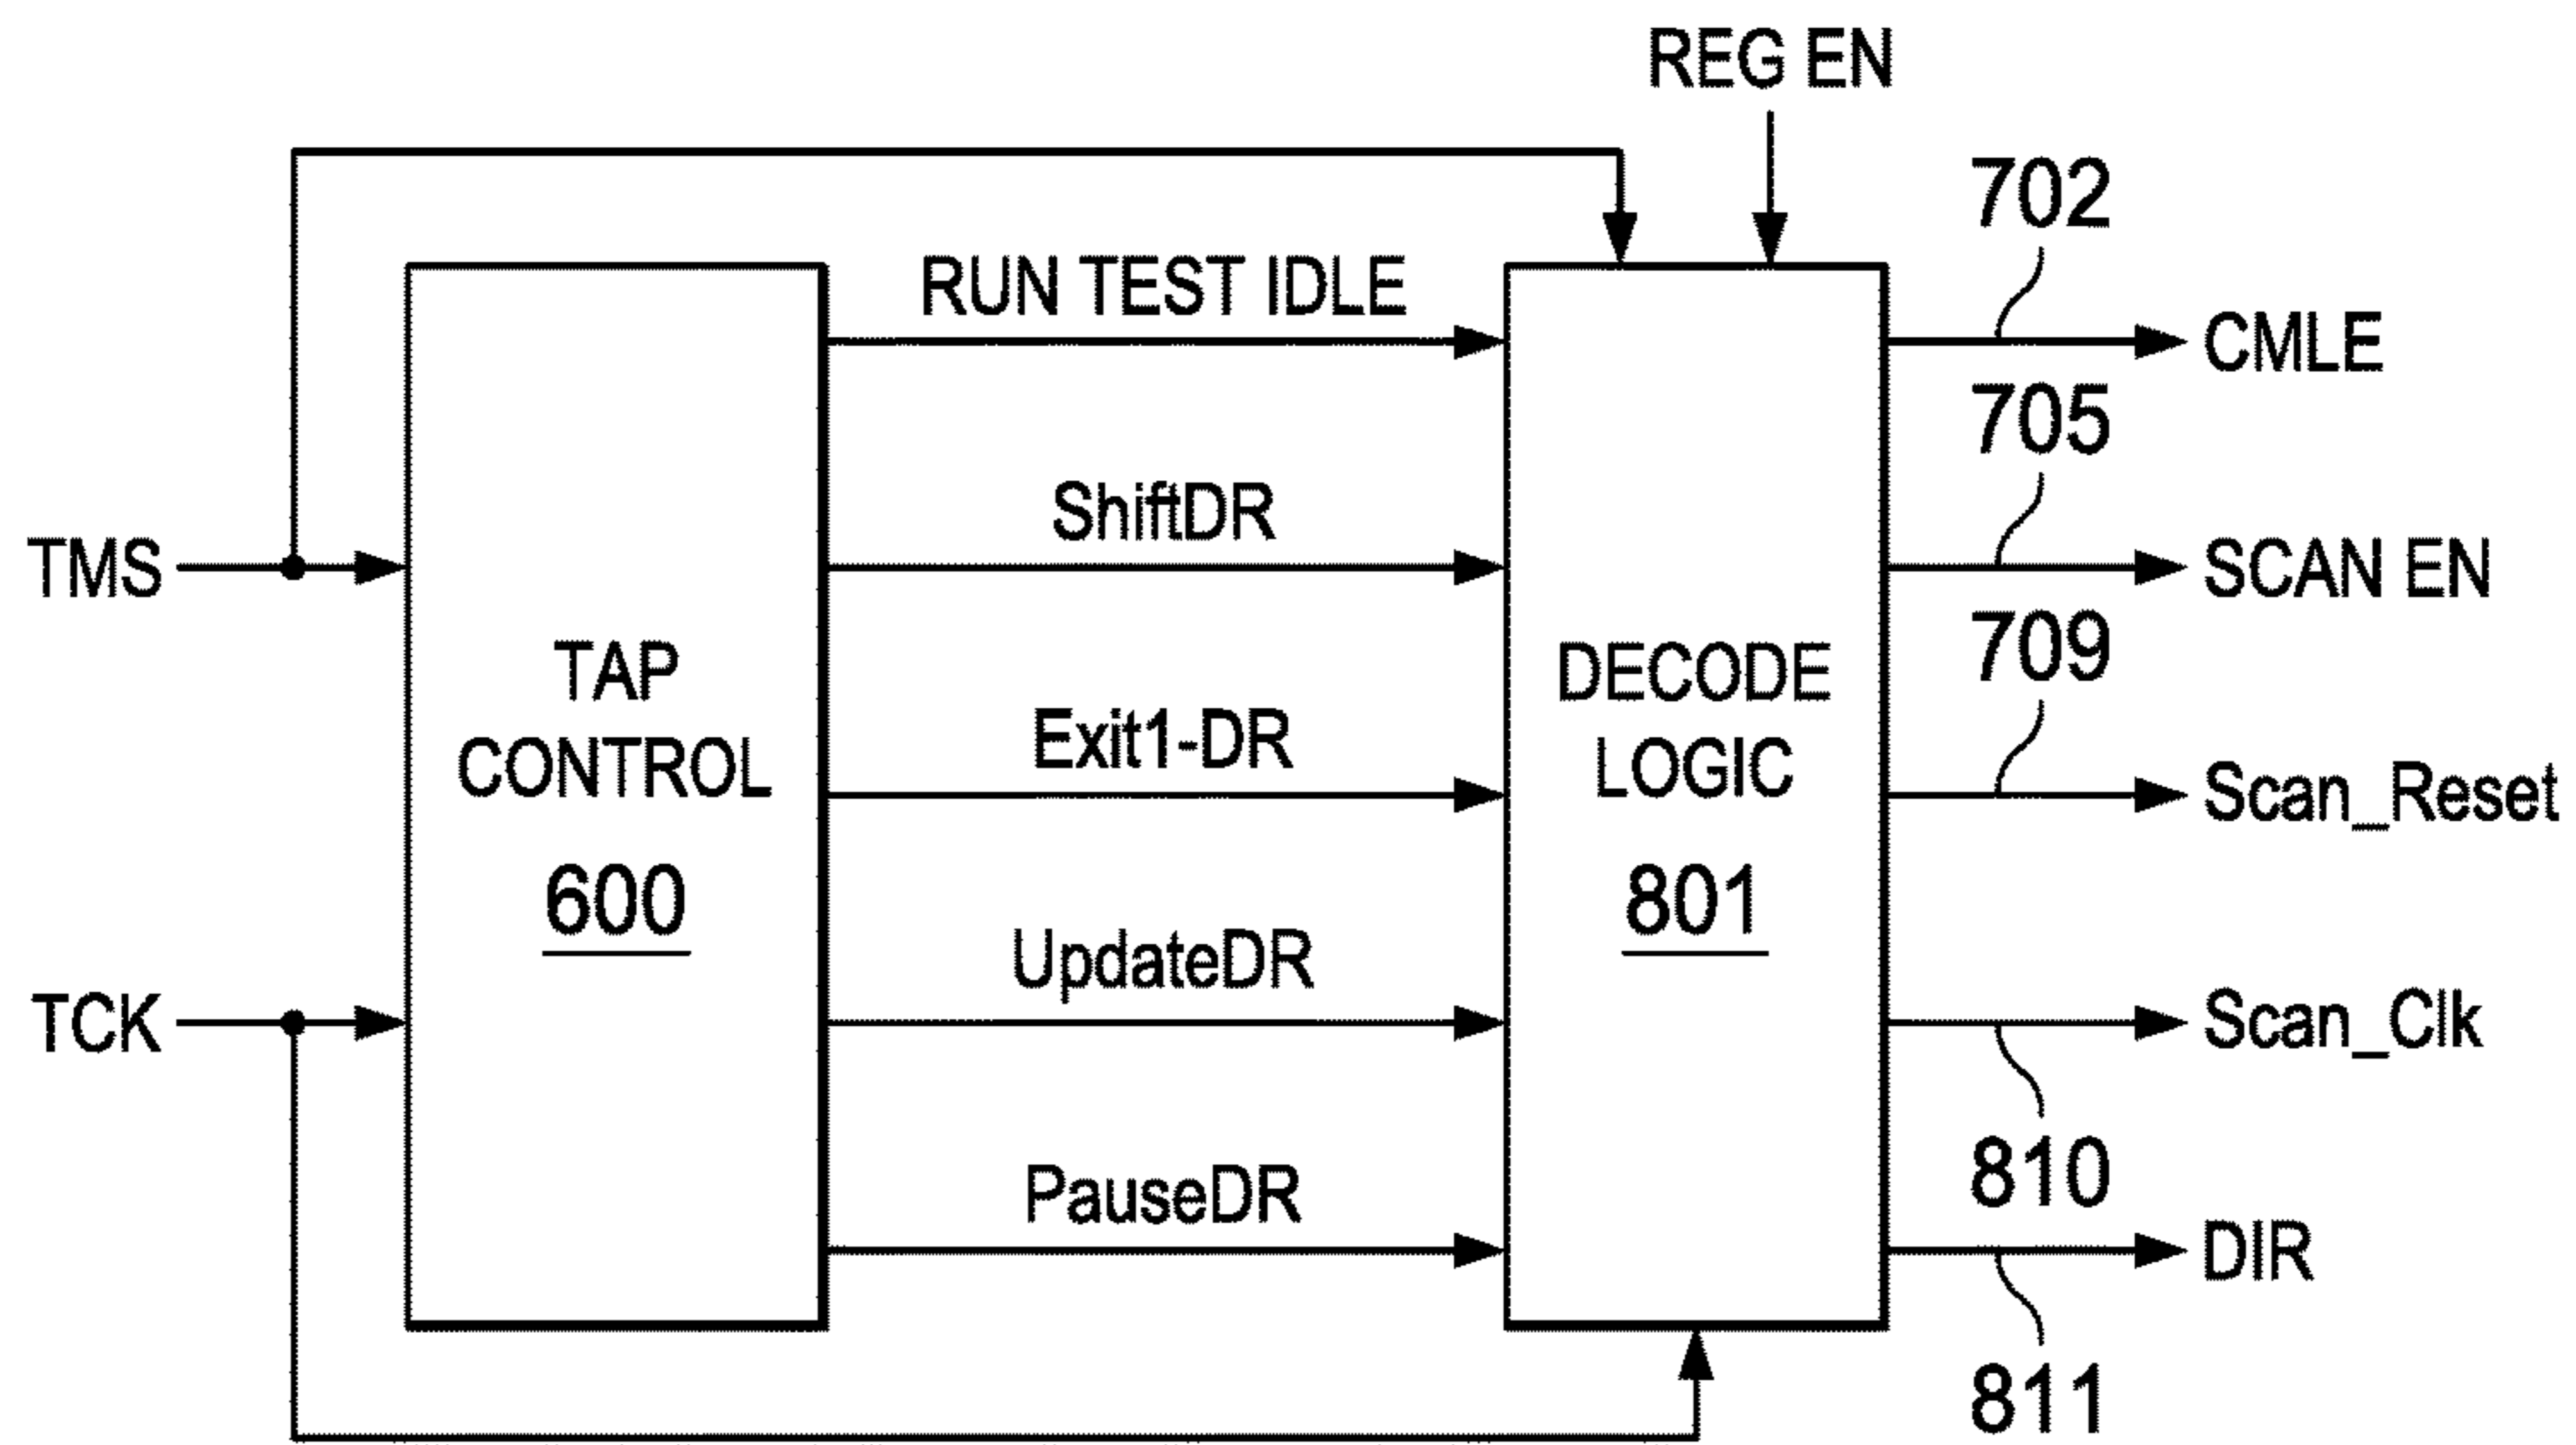 REG EN
702
RUN TEST IDLE
CMLE
705
ShiftDR
TMS
SCAN EN
709
TAP
CONTROL
600
Exit1-DR
DECODE
LOGIC
801
Scan_Reset
UpdateDR
TCK
Scan_Clk
810
PauseDR
DIR
811